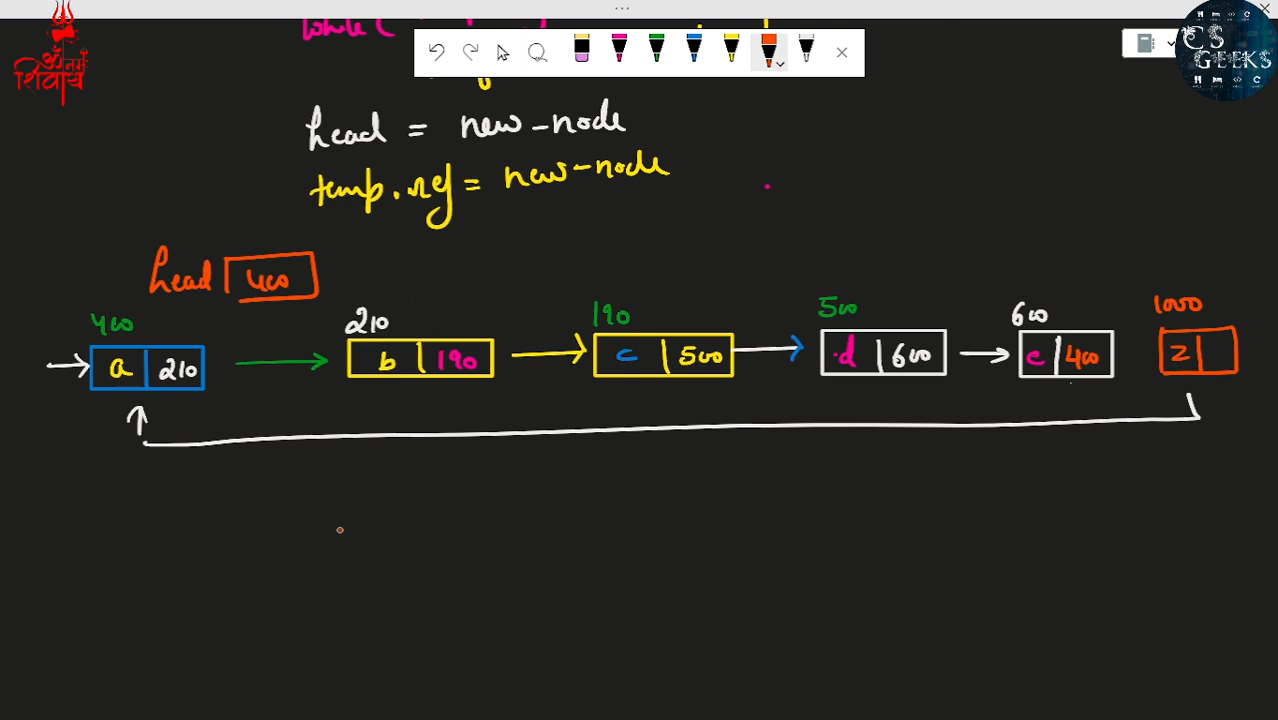 while (
ॐ नमः
शिवाय
CS
GEEKS
head = new-node
temp.ref = new-node
head 400
400 210 190 500 600 1000
a 210 b 190 c 500 d 600 e 400 z